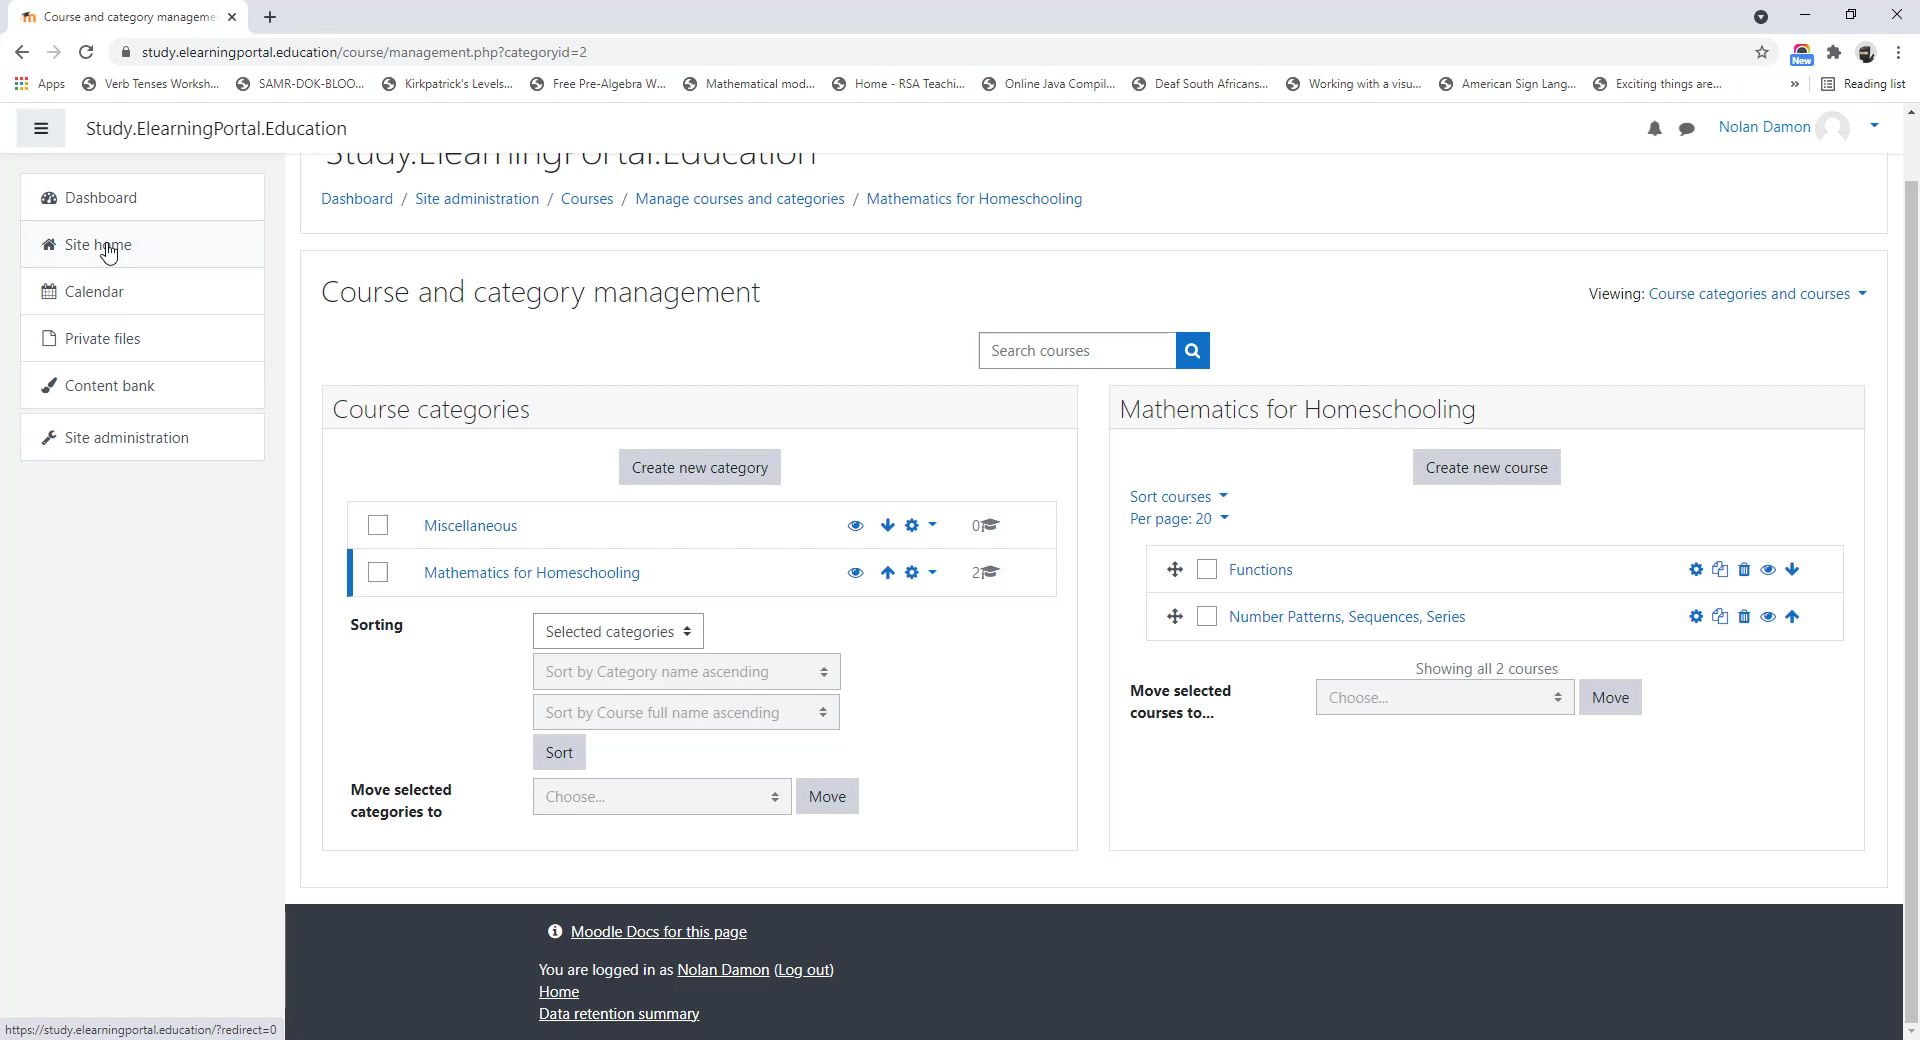 Course and category manageme
study.elearningportal.education/course/management.php?categoryid=2
New
Apps
Verb Tenses Worksh...
SAMR-DOK-BLOO...
Kirkpatrick's Levels...
Free Pre-Algebra W...
Mathematical mod...
Home - RSA Teachi...
Online Java Compil...
Deaf South Africans...
Working with a visu...
American Sign Lang...
Exciting things are...
»
Reading list
Study.ElearningPortal.Education
Nolan Damon
Study.ElearningPortal.Education
Dashboard / Site administration / Courses / Manage courses and categories / Mathematics for Homeschooling
Dashboard
Site home
Calendar
Private files
Content bank
Site administration
Course and category management
Viewing: Course categories and courses
Search courses
Course categories
Create new category
Miscellaneous
0
Mathematics for Homeschooling
2
Sorting
Selected categories
Sort by Category name ascending
Sort by Course full name ascending
Sort
Move selected categories to
Choose...
Move
Mathematics for Homeschooling
Create new course
Sort courses
Per page: 20
Functions
Number Patterns, Sequences, Series
Showing all 2 courses
Move selected courses to...
Choose...
Move
Moodle Docs for this page
You are logged in as Nolan Damon (Log out)
Home
Data retention summary
https://study.elearningportal.education/?redirect=0